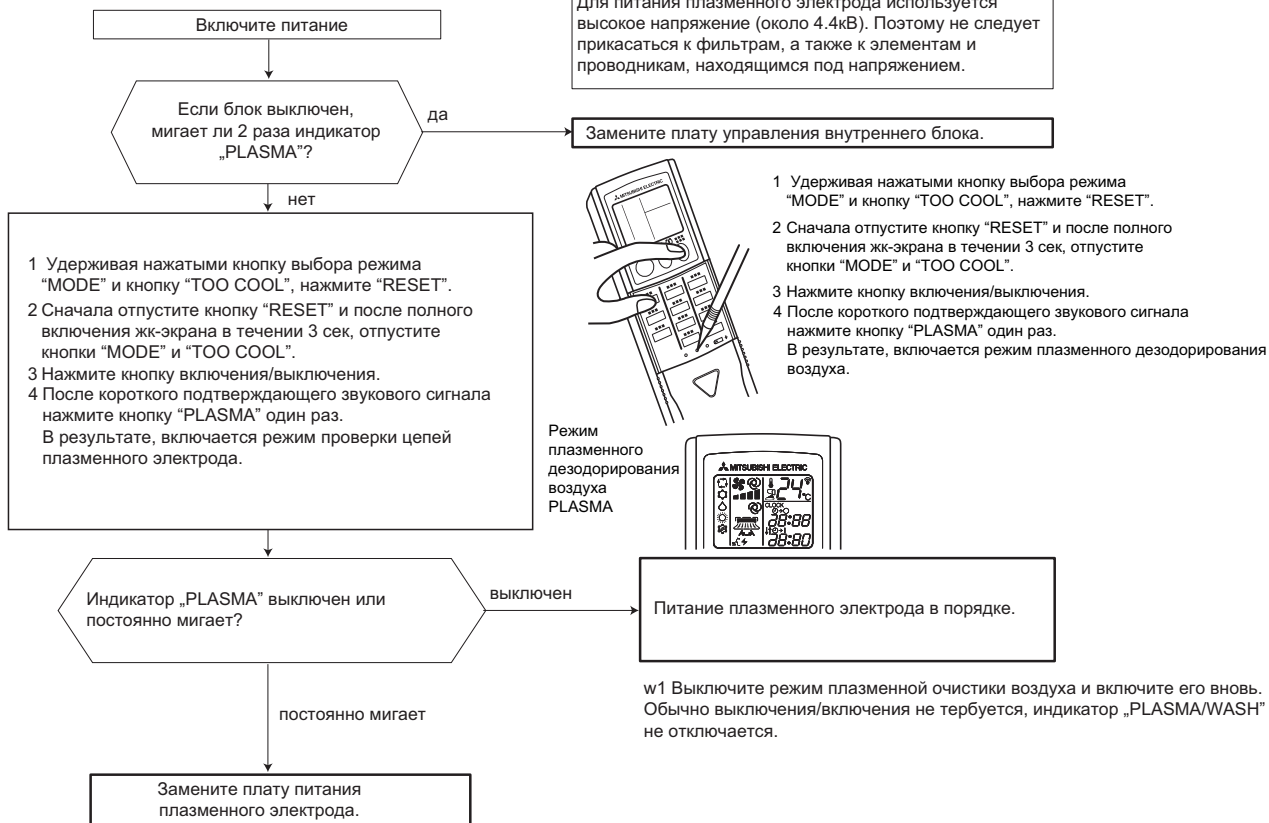 Включите питание
Для питания плазменного электрода используется
высокое напряжение (около 4.4кВ). Поэтому не следует
прикасаться к фильтрам, а также к элементам и
проводникам, находящимся под напряжением.
Если блок выключен,
мигает ли 2 раза индикатор
„PLASMA”?
да
Замените плату управления внутреннего блока.
нет
1 Удерживая нажатыми кнопку выбора режима
“MODE” и кнопку “TOO COOL”, нажмите “RESET”.
2 Сначала отпустите кнопку “RESET” и после полного
включения жк-экрана в течении 3 сек, отпустите
кнопки “MODE” и “TOO COOL”.
3 Нажмите кнопку включения/выключения.
4 После короткого подтверждающего звукового сигнала
нажмите кнопку “PLASMA” один раз.
В результате, включается режим проверки цепей
плазменного электрода.
MITSUBISHI ELECTRIC
1 Удерживая нажатыми кнопку выбора режима
“MODE” и кнопку “TOO COOL”, нажмите “RESET”.
2 Сначала отпустите кнопку “RESET” и после полного
включения жк-экрана в течении 3 сек, отпустите
кнопки “MODE” и “TOO COOL”.
3 Нажмите кнопку включения/выключения.
4 После короткого подтверждающего звукового сигнала
нажмите кнопку “PLASMA” один раз.
В результате, включается режим плазменного дезодорирования
воздуха.
Режим
плазменного
дезодорирования
воздуха
PLASMA
MITSUBISHI ELECTRIC
24°C
CLOCK
88:88
88:80
Индикатор „PLASMA” выключен или
постоянно мигает?
выключен
Питание плазменного электрода в порядке.
w1 Выключите режим плазменной очистики воздуха и включите его вновь.
Обычно выключения/включения не тербуется, индикатор „PLASMA/WASH”
не отключается.
постоянно мигает
Замените плату питания
плазменного электрода.